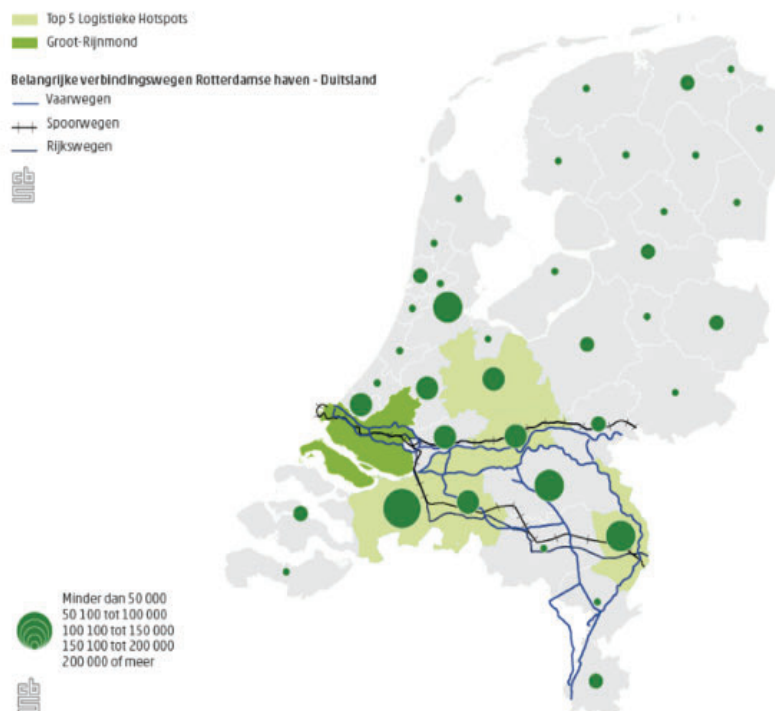 Top 5 Logistieke Hotspots
Groot-Rijnmond
Belangrijke verbindingswegen Rotterdamse haven - Duitsland
Vaarwegen
Spoorwegen
Rijkswegen
Minder dan 50 000
50 100 tot 100 000
100 100 tot 150 000
150 100 tot 200 000
200 000 of meer